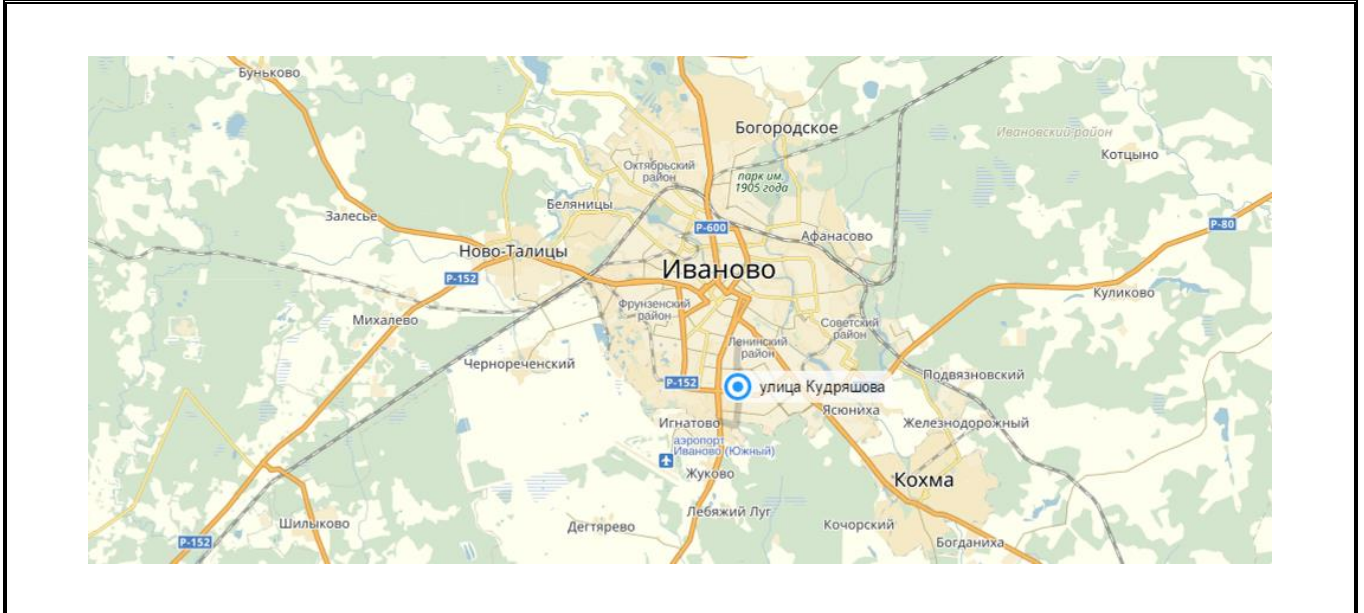 Буньково
Богородское
Ивановский район
Котцыно
Октябрьский
район
парк им.
1905 года
Беляницы
Залесье
Р-600
Р-80
Афанасово
Ново-Талицы
Иваново
Р-152
Куликово
Фрунзенский
район
Михалево
Советский
район
Ленинский
район
Чернореченский
Подвязновский
Р-152
улица Кудряшова
Ясюниха
Игнатово
Железнодорожный
аэропорт
Иваново (Южный)
Жуково
Кохма
Лебяжий Луг
Шилыково
Дегтярево
Кочорский
Р-152
Богданиха